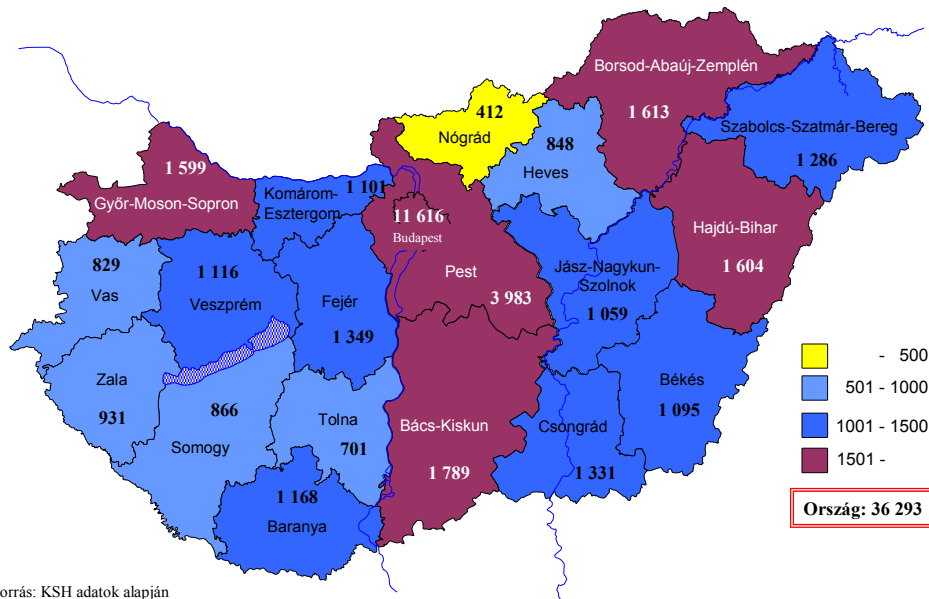 Borsod-Abaúj-Zemplén
1 613
412
Nógrád
848
Heves
Szabolcs-Szatmár-Bereg
1 286
1 599
Győr-Moson-Sopron
1 101
Komárom-
Esztergom
11 616
Budapest
Hajdú-Bihar
1 604
829
Vas
1 116
Veszprém
Fejér
1 349
Pest
3 983
Jász-Nagykun-
Szolnok
1 059
Zala
931
866
Somogy
Tolna
701
Bács-Kiskun
1 789
Csongrád
1 331
Békés
1 095
1 168
Baranya
- 500
501 - 1000
1001 - 1500
1501 -
Ország: 36 293
orrás: KSH adatok alapján